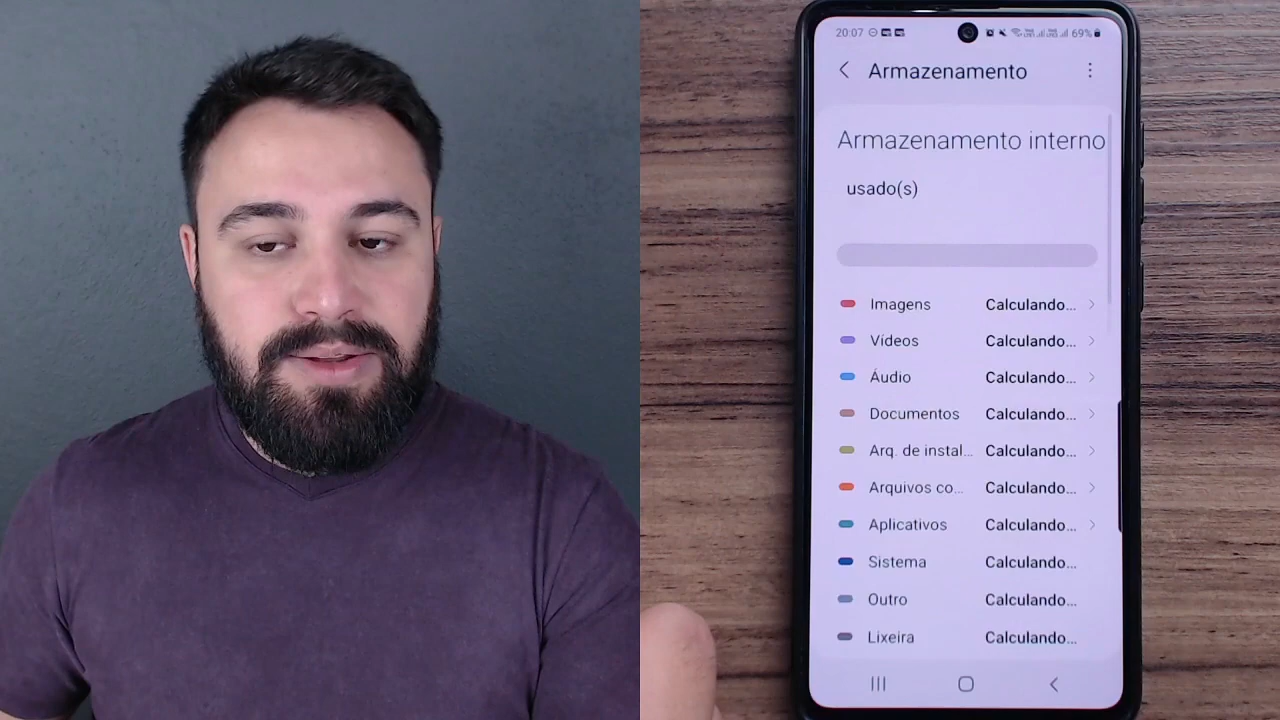 20:07 69%
Armazenamento
Armazenamento interno
usado(s)
Imagens Calculando...
Vídeos Calculando...
Áudio Calculando...
Documentos Calculando...
Arq. de instal... Calculando...
Arquivos co... Calculando...
Aplicativos Calculando...
Sistema Calculando...
Outro Calculando...
Lixeira Calculando...